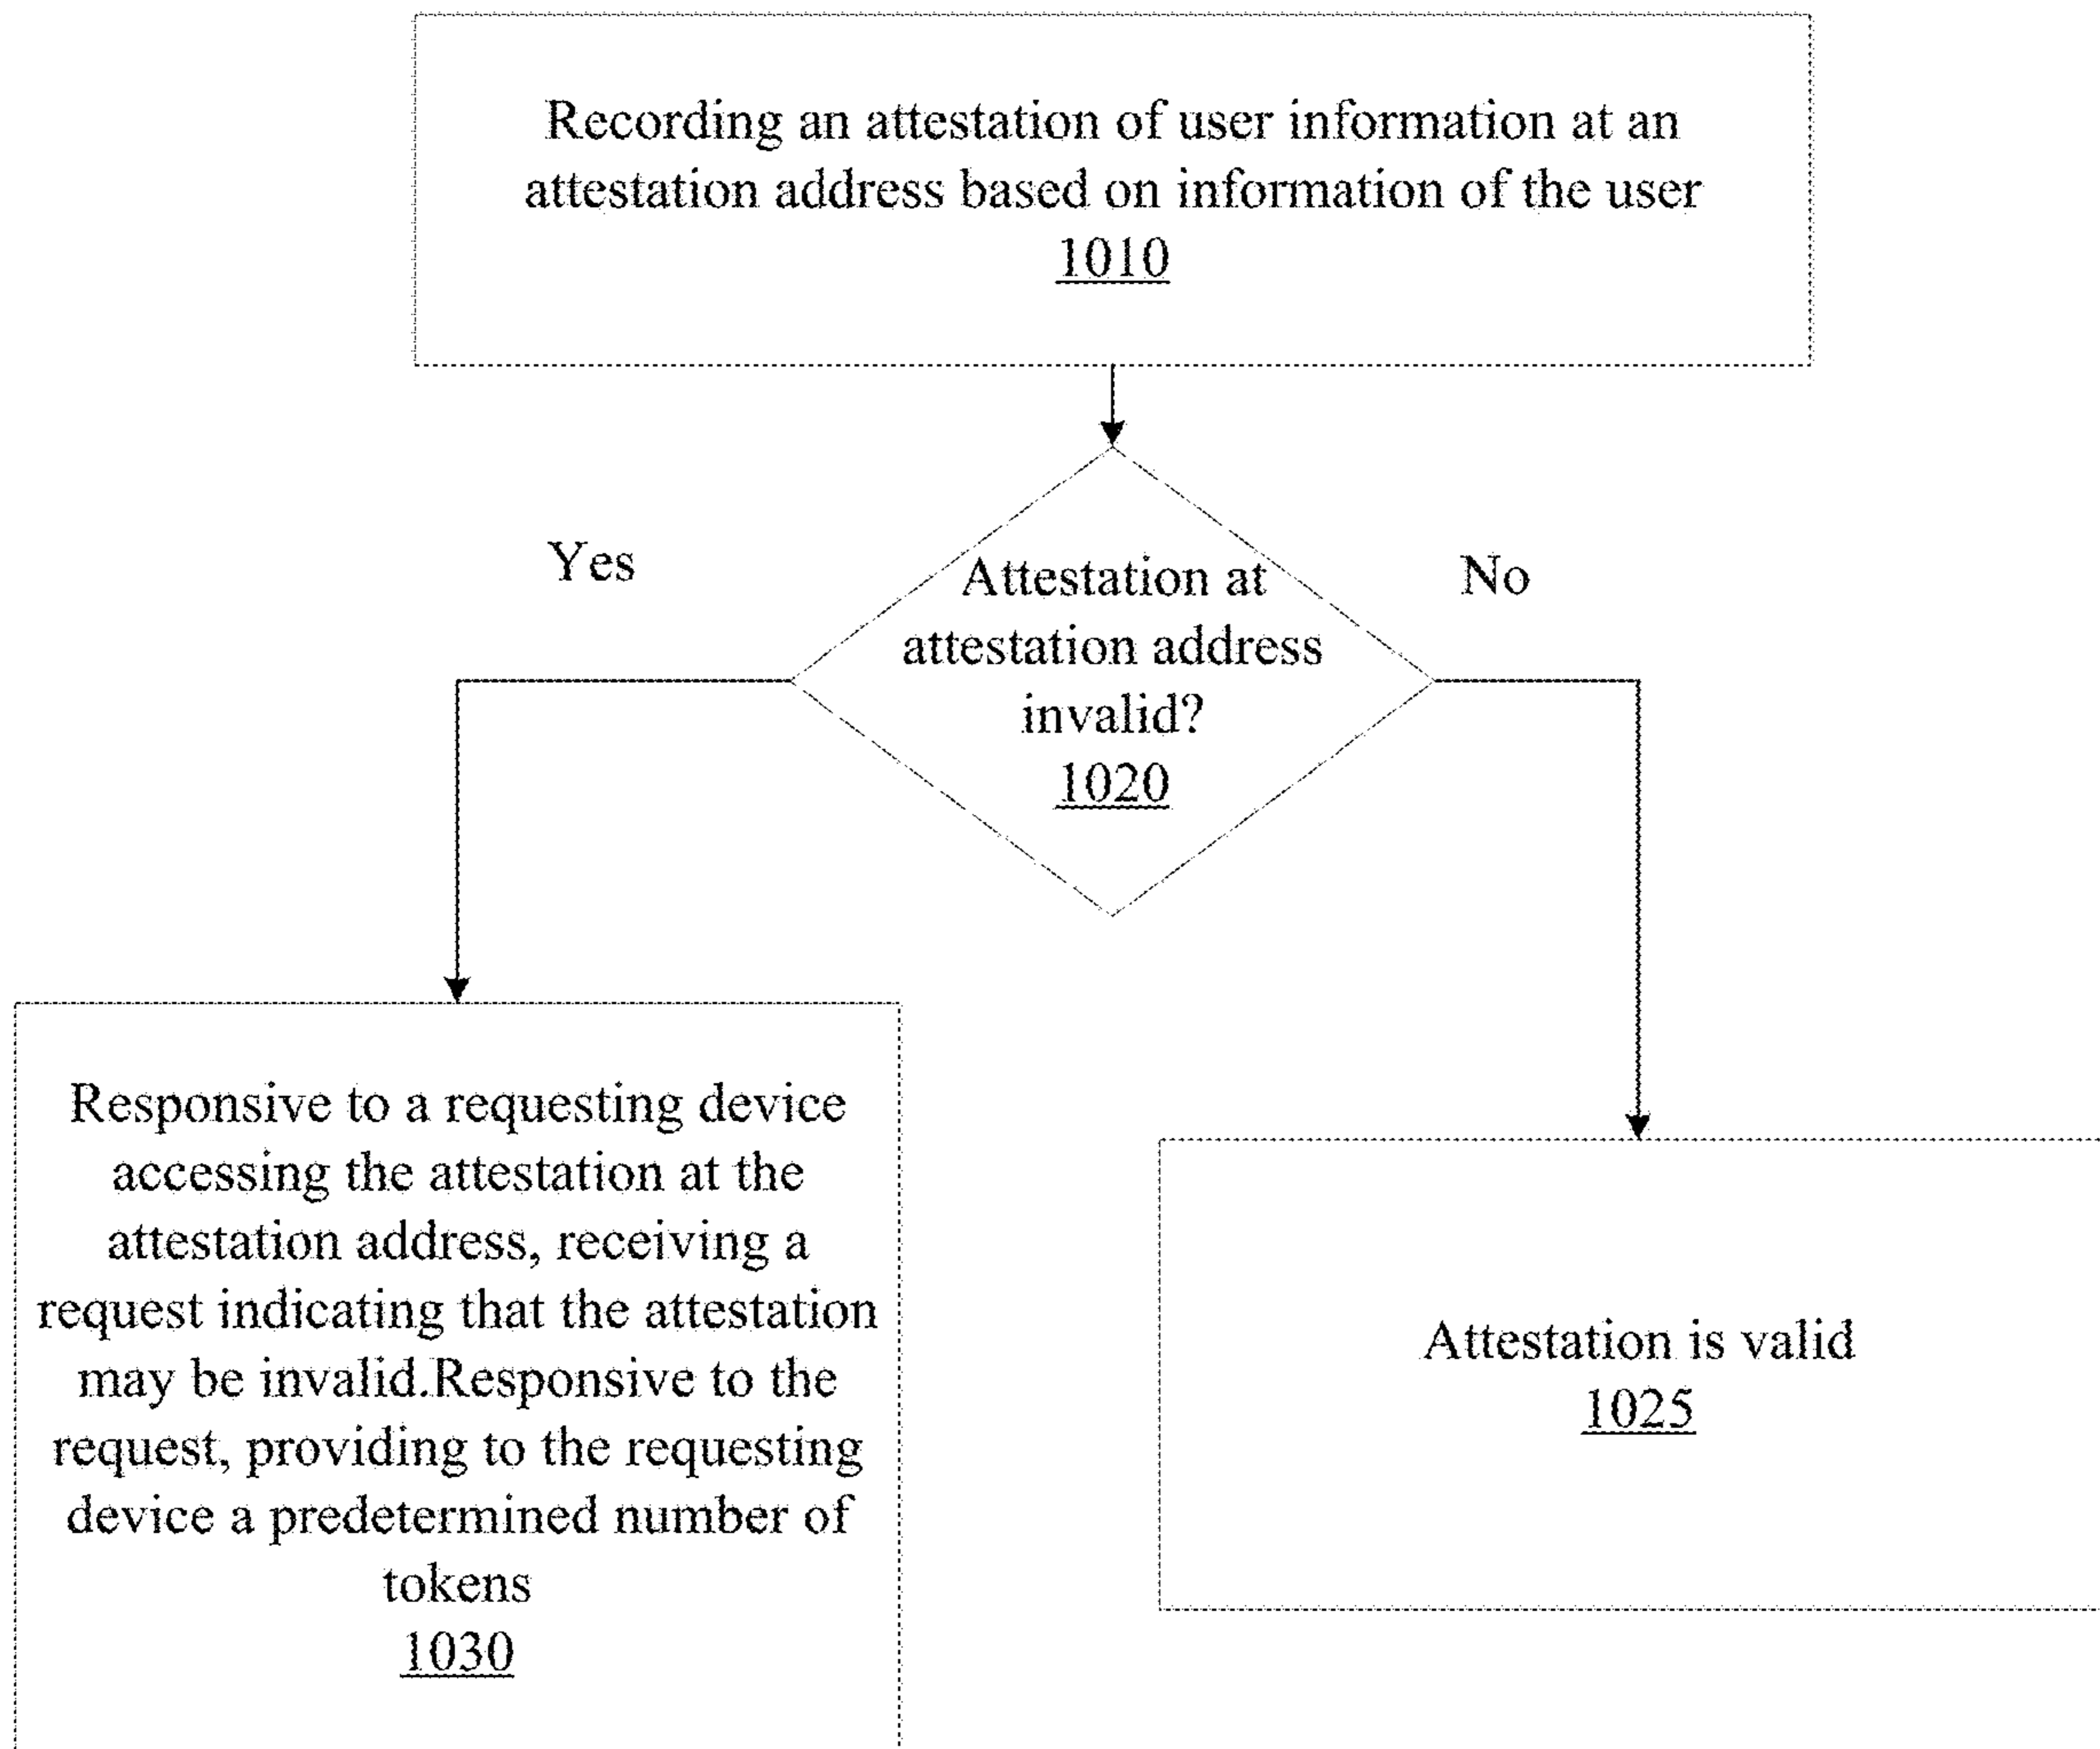 Recording an attestation of user information at an
attestation address based on information of the user
1010
Yes
No
Attestation at
attestation address
invalid?
1020
Responsive to a requesting device
accessing the attestation at the
attestation address, receiving a
request indicating that the attestation
may be invalid.Responsive to the
request, providing to the requesting
device a predetermined number of
tokens
1030
Attestation is valid
1025